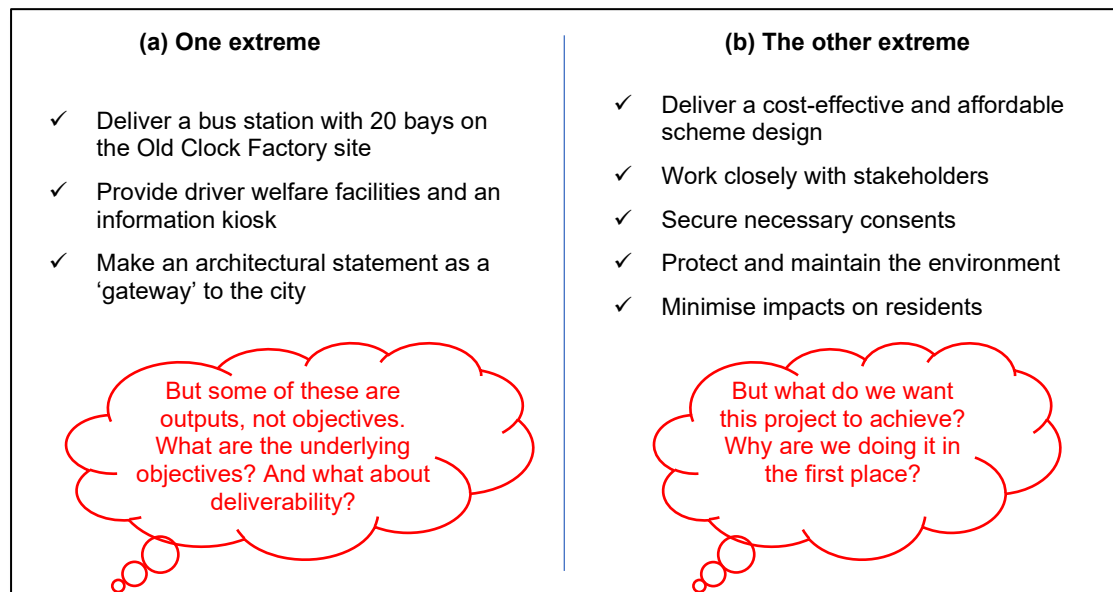 (a) One extreme
✓ Deliver a bus station with 20 bays on
the Old Clock Factory site
✓ Provide driver welfare facilities and an
information kiosk
✓ Make an architectural statement as a
‘gateway’ to the city
But some of these are
outputs, not objectives.
What are the underlying
objectives? And what about
deliverability?
(b) The other extreme
✓ Deliver a cost-effective and affordable
scheme design
✓ Work closely with stakeholders
✓ Secure necessary consents
✓ Protect and maintain the environment
✓ Minimise impacts on residents
But what do we want
this project to achieve?
Why are we doing it in
the first place?